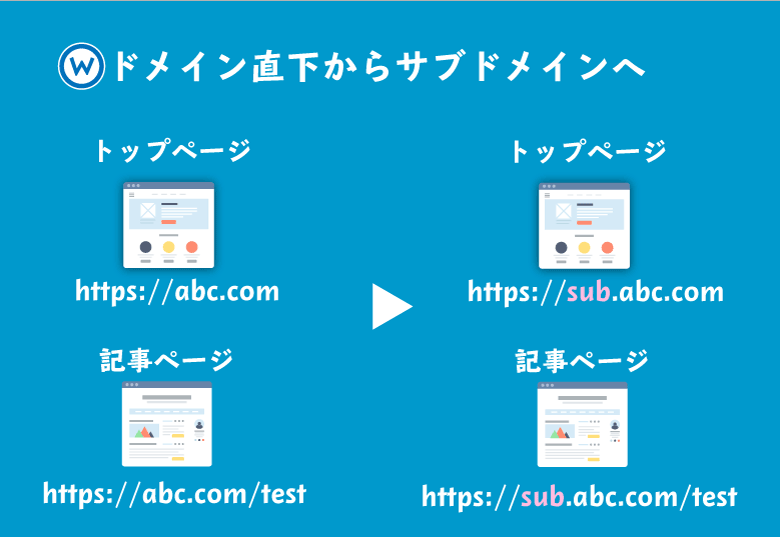 W ドメイン直下からサブドメインへ
トップページ
https://abc.com
記事ページ
https://abc.com/test
トップページ
https://sub.abc.com
記事ページ
https://sub.abc.com/test